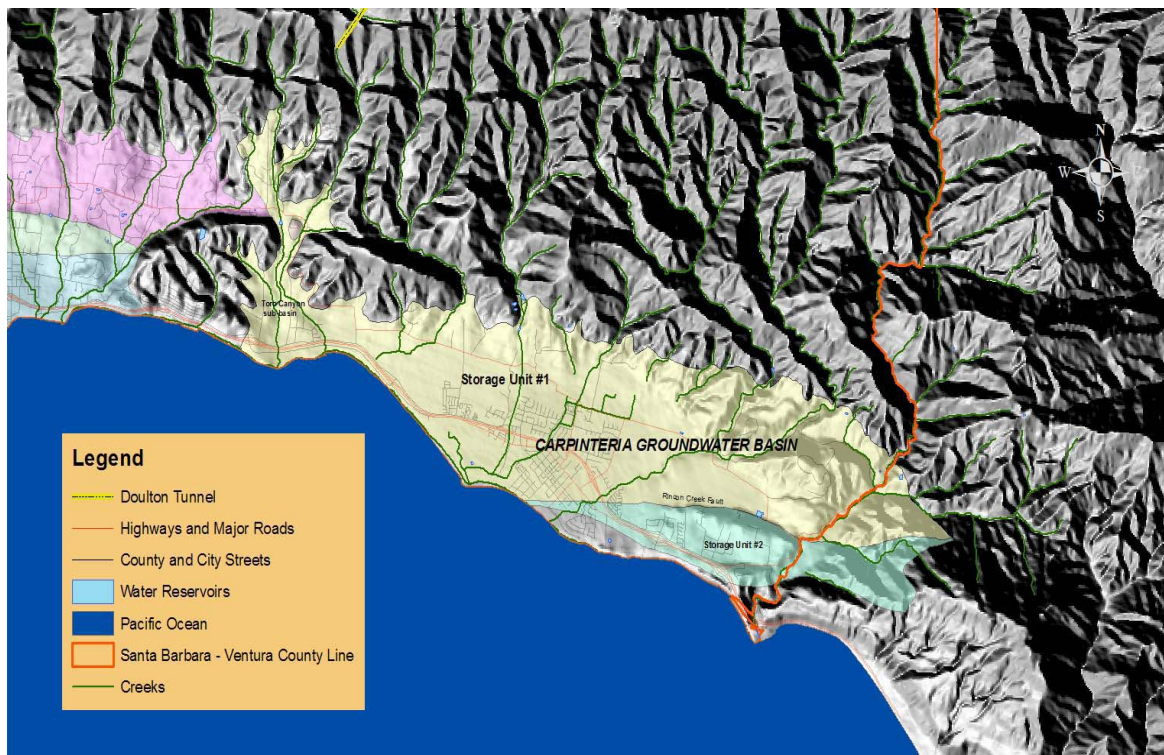 N
W E
S
Toro Canyon
sub-basin
Storage Unit #1
CARPINTERIA GROUNDWATER BASIN
Rincon Creek Fault
Storage Unit #2
Legend
Doulton Tunnel
Highways and Major Roads
County and City Streets
Water Reservoirs
Pacific Ocean
Santa Barbara - Ventura County Line
Creeks